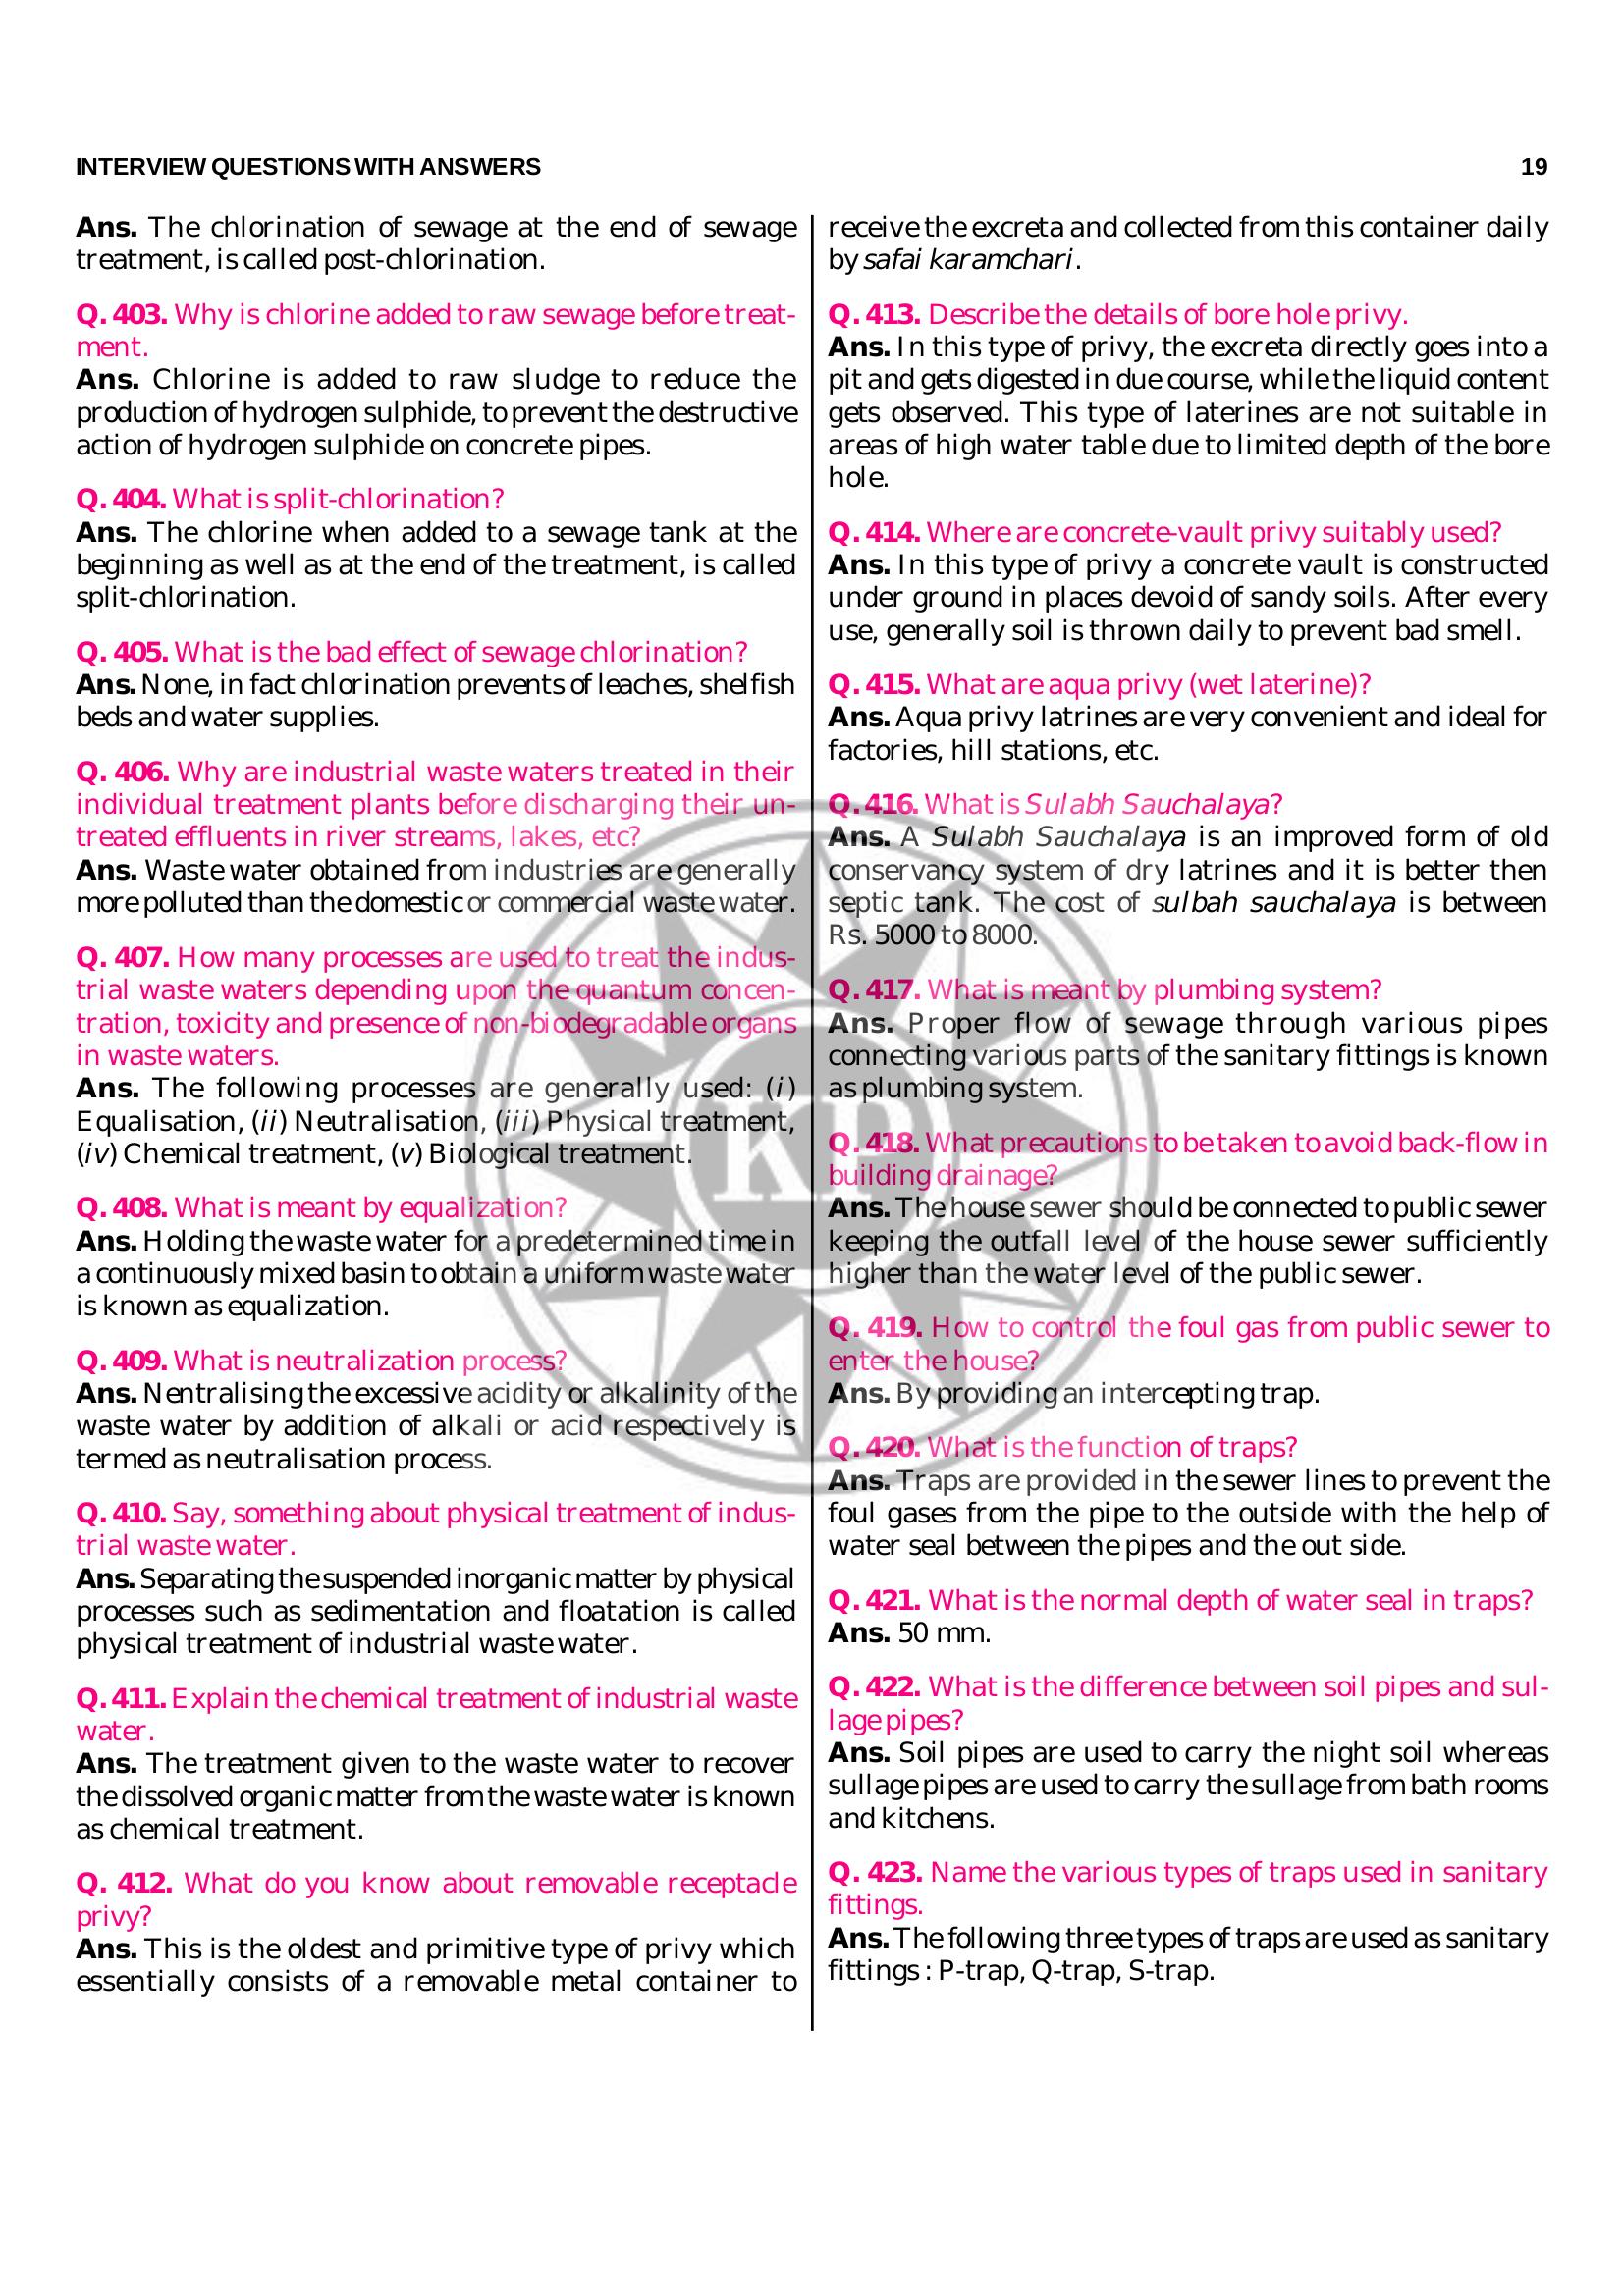 INTERVIEW QUESTIONS WITH ANSWERS 19
Ans. The chlorination of sewage at the end of sewage
treatment, is called post-chlorination.
Q. 403. Why is chlorine added to raw sewage before treat-
ment.
Ans. Chlorine is added to raw sludge to reduce the
production of hydrogen sulphide, to prevent the destructive
action of hydrogen sulphide on concrete pipes.
Q. 404. What is split-chlorination?
Ans. The chlorine when added to a sewage tank at the
beginning as well as at the end of the treatment, is called
split-chlorination.
Q. 405. What is the bad effect of sewage chlorination?
Ans. None, in fact chlorination prevents of leaches, shelfish
beds and water supplies.
Q. 406. Why are industrial waste waters treated in their
individual treatment plants before discharging their un-
treated effluents in river streams, lakes, etc?
Ans. Waste water obtained from industries are generally
more polluted than the domestic or commercial waste water.
Q. 407. How many processes are used to treat the indus-
trial waste waters depending upon the quantum concen-
tration, toxicity and presence of non-biodegradable organs
in waste waters.
Ans. The following processes are generally used: (i)
Equalisation, (ii) Neutralisation, (iii) Physical treatment,
(iv) Chemical treatment, (v) Biological treatment.
Q. 408. What is meant by equalization?
Ans. Holding the waste water for a predetermined time in
a continuously mixed basin to obtain a uniform waste water
is known as equalization.
Q. 409. What is neutralization process?
Ans. Nentralising the excessive acidity or alkalinity of the
waste water by addition of alkali or acid respectively is
termed as neutralisation process.
Q. 410. Say, something about physical treatment of indus-
trial waste water.
Ans. Separating the suspended inorganic matter by physical
processes such as sedimentation and floatation is called
physical treatment of industrial waste water.
Q. 411. Explain the chemical treatment of industrial waste
water.
Ans. The treatment given to the waste water to recover
the dissolved organic matter from the waste water is known
as chemical treatment.
Q. 412. What do you know about removable receptacle
privy?
Ans. This is the oldest and primitive type of privy which
essentially consists of a removable metal container to
receive the excreta and collected from this container daily
by safai karamchari.
Q. 413. Describe the details of bore hole privy.
Ans. In this type of privy, the excreta directly goes into a
pit and gets digested in due course, while the liquid content
gets observed. This type of laterines are not suitable in
areas of high water table due to limited depth of the bore
hole.
Q. 414. Where are concrete-vault privy suitably used?
Ans. In this type of privy a concrete vault is constructed
under ground in places devoid of sandy soils. After every
use, generally soil is thrown daily to prevent bad smell.
Q. 415. What are aqua privy (wet laterine)?
Ans. Aqua privy latrines are very convenient and ideal for
factories, hill stations, etc.
Q. 416. What is Sulabh Sauchalaya?
Ans. A Sulabh Sauchalaya is an improved form of old
conservancy system of dry latrines and it is better then
septic tank. The cost of sulbah sauchalaya is between
Rs. 5000 to 8000.
Q. 417. What is meant by plumbing system?
Ans. Proper flow of sewage through various pipes
connecting various parts of the sanitary fittings is known
as plumbing system.
Q. 418. What precautions to be taken to avoid back-flow in
building drainage?
Ans. The house sewer should be connected to public sewer
keeping the outfall level of the house sewer sufficiently
higher than the water level of the public sewer.
Q. 419. How to control the foul gas from public sewer to
enter the house?
Ans. By providing an intercepting trap.
Q. 420. What is the function of traps?
Ans. Traps are provided in the sewer lines to prevent the
foul gases from the pipe to the outside with the help of
water seal between the pipes and the out side.
Q. 421. What is the normal depth of water seal in traps?
Ans. 50 mm.
Q. 422. What is the difference between soil pipes and sul-
lage pipes?
Ans. Soil pipes are used to carry the night soil whereas
sullage pipes are used to carry the sullage from bath rooms
and kitchens.
Q. 423. Name the various types of traps used in sanitary
fittings.
Ans. The following three types of traps are used as sanitary
fittings : P-trap, Q-trap, S-trap.
KP